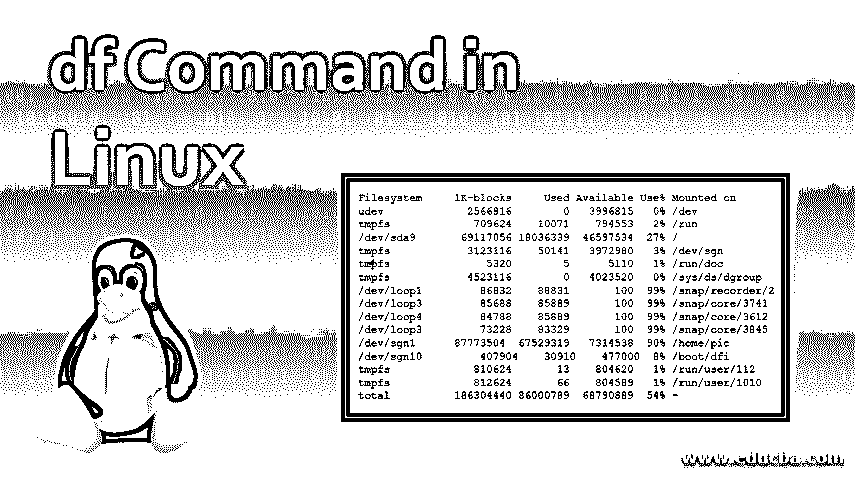 df Command in
Linux
Filesystem 1K-blocks Used Available Use% Mounted on
udev 2566816 0 3996815 0% /dev
tmpfs 709624 10071 794553 2% /run
/dev/sda9 69117056 18036339 46597534 27% /
tmpfs 3123116 50141 3972980 3% /dev/sgn
tmpfs 5320 5 5110 1% /run/doc
tmpfs 4523116 0 4023520 0% /sys/ds/dgroup
/dev/loop1 86832 88831 100 99% /snap/recorder/2
/dev/loop3 85688 85889 100 99% /snap/core/3741
/dev/loop4 84788 85889 100 99% /snap/core/3612
/dev/loop3 73228 83329 100 99% /snap/core/3845
/dev/sgn1 87773504 67529319 7314538 90% /home/pic
/dev/sgn10 407904 30910 477000 8% /boot/dfi
tmpfs 810624 13 804620 1% /run/user/112
tmpfs 812624 66 804589 1% /run/user/1010
total 186304440 86000789 68790889 54% -
www.educba.com